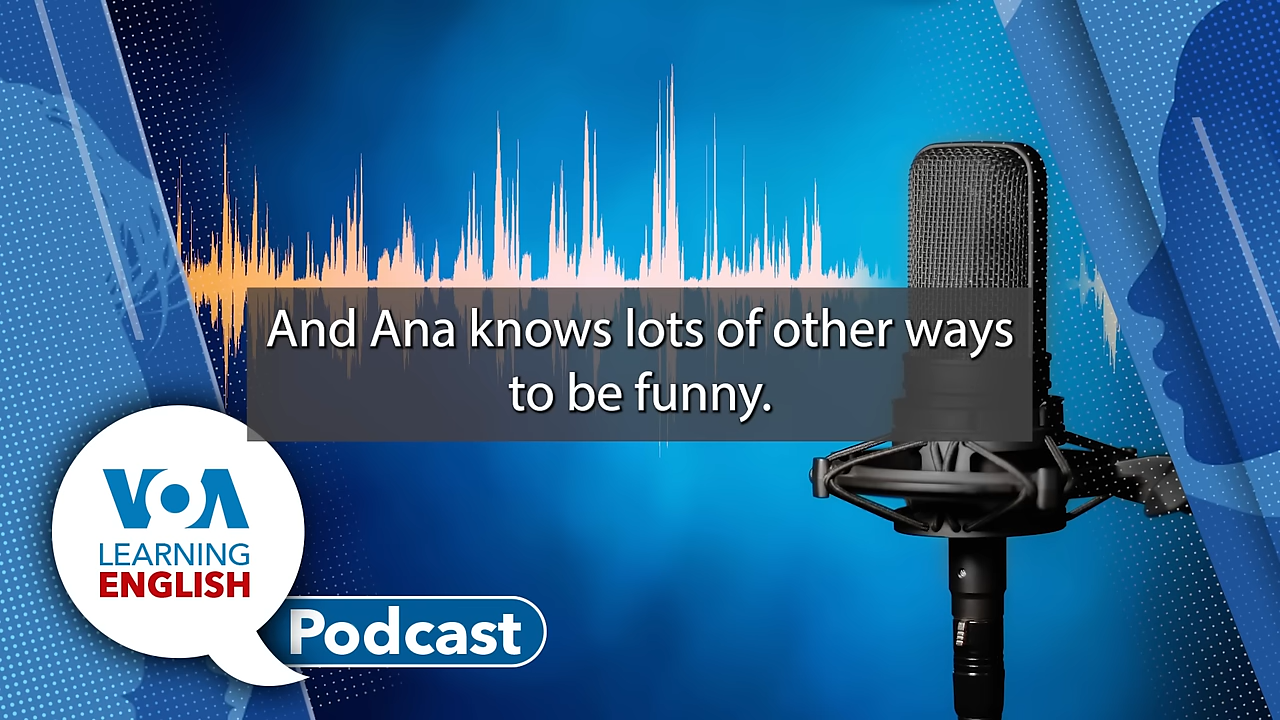 And Ana knows lots of other ways
to be funny.
VOA
LEARNING
ENGLISH
Podcast